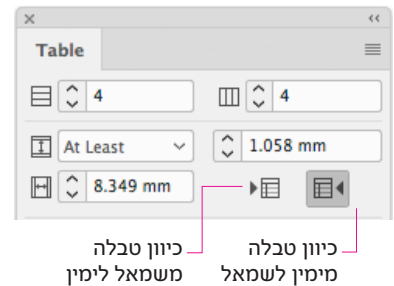 Table
4
4
At Least
1.058 mm
8.349 mm
כיוון טבלה
מימין לשמאל
כיוון טבלה
משמאל לימין